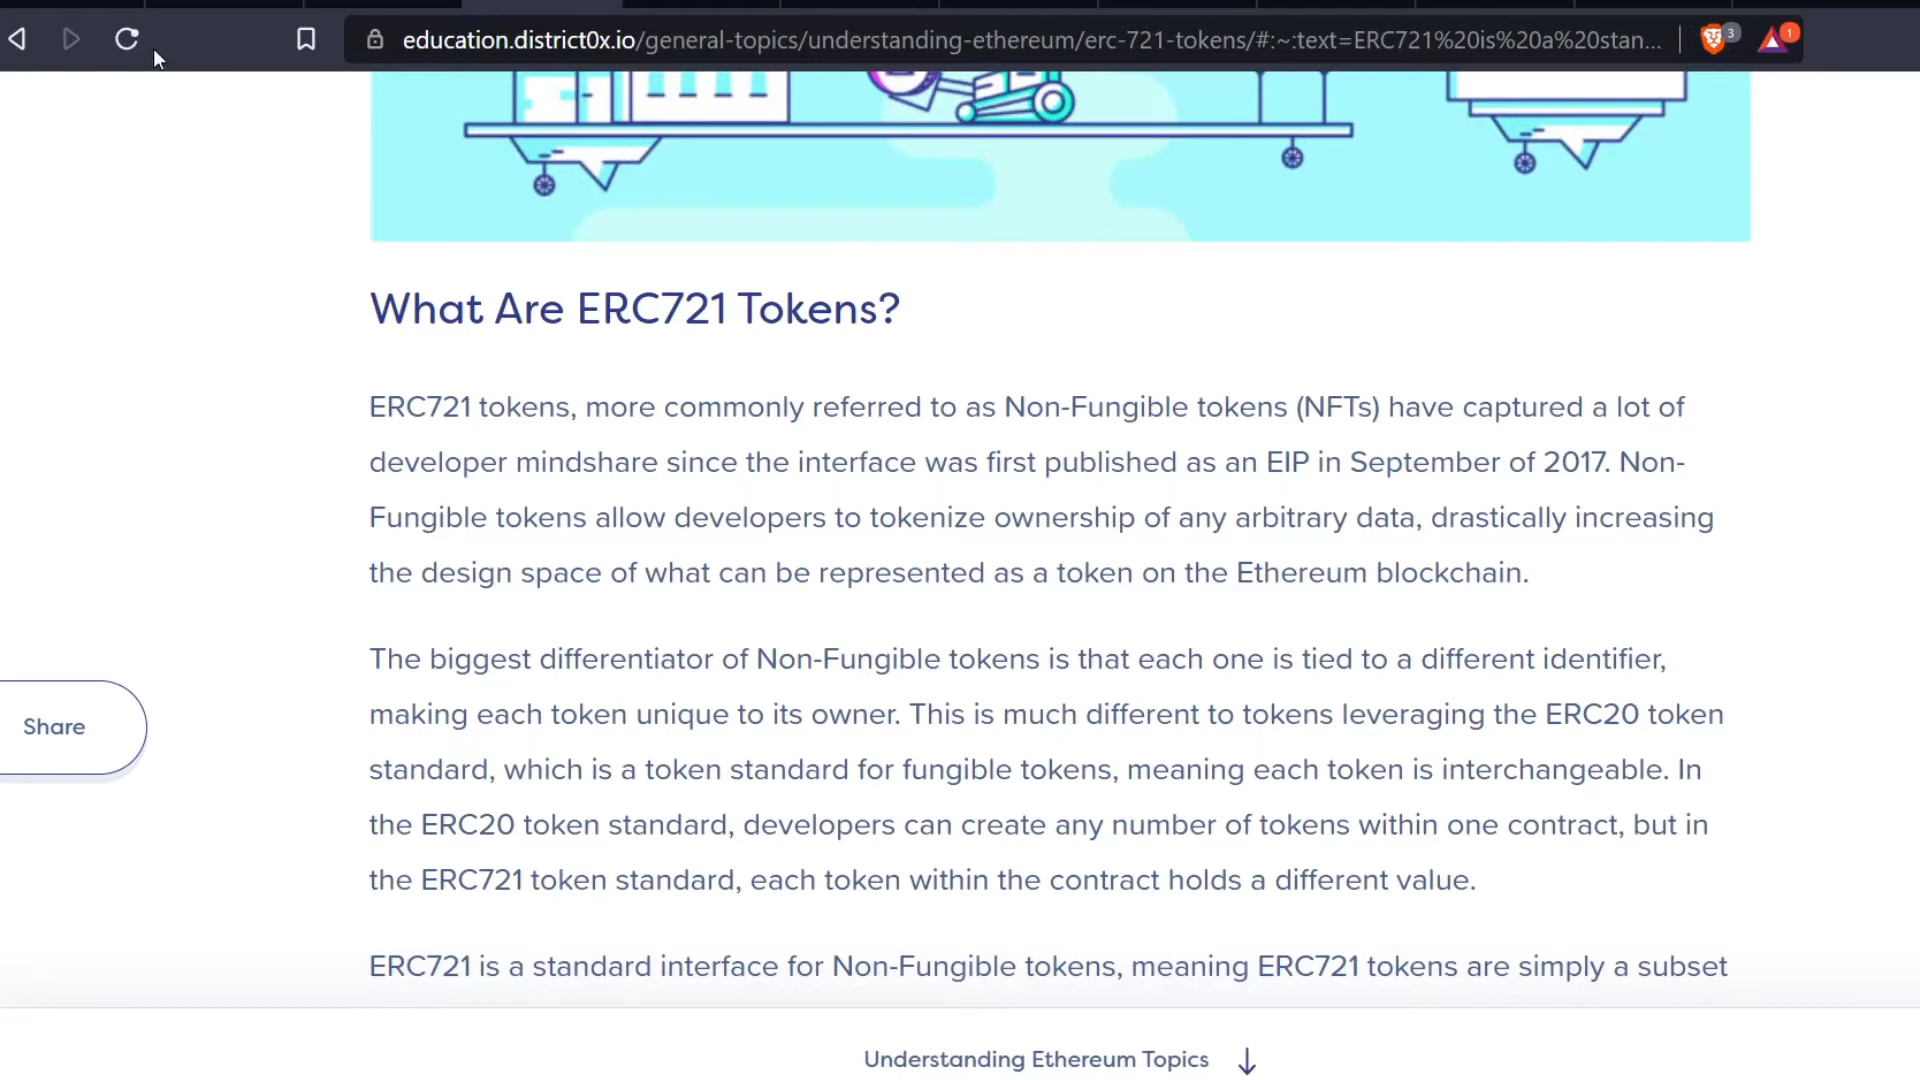 education.district0x.io/general-topics/understanding-ethereum/erc-721-tokens/#:~:text=ERC721%20is%20a%20stan...
3
1
What Are ERC721 Tokens?
ERC721 tokens, more commonly referred to as Non-Fungible tokens (NFTs) have captured a lot of
developer mindshare since the interface was first published as an EIP in September of 2017. Non-
Fungible tokens allow developers to tokenize ownership of any arbitrary data, drastically increasing
the design space of what can be represented as a token on the Ethereum blockchain.
The biggest differentiator of Non-Fungible tokens is that each one is tied to a different identifier,
making each token unique to its owner. This is much different to tokens leveraging the ERC20 token
standard, which is a token standard for fungible tokens, meaning each token is interchangeable. In
the ERC20 token standard, developers can create any number of tokens within one contract, but in
the ERC721 token standard, each token within the contract holds a different value.
Share
ERC721 is a standard interface for Non-Fungible tokens, meaning ERC721 tokens are simply a subset
Understanding Ethereum Topics